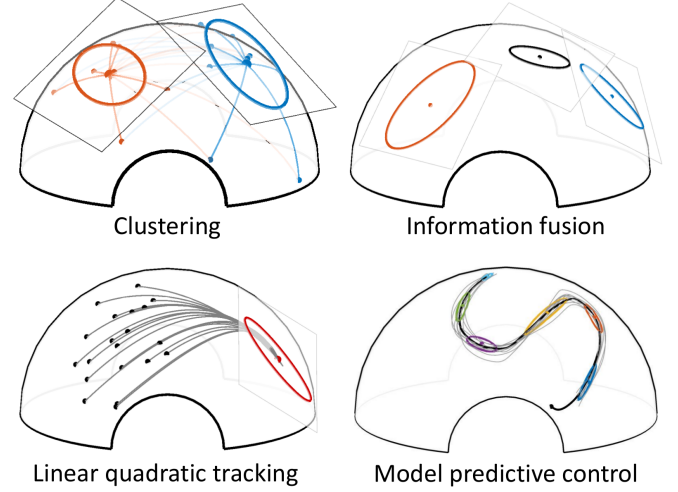 Clustering
Information fusion
Linear quadratic tracking
Model predictive control